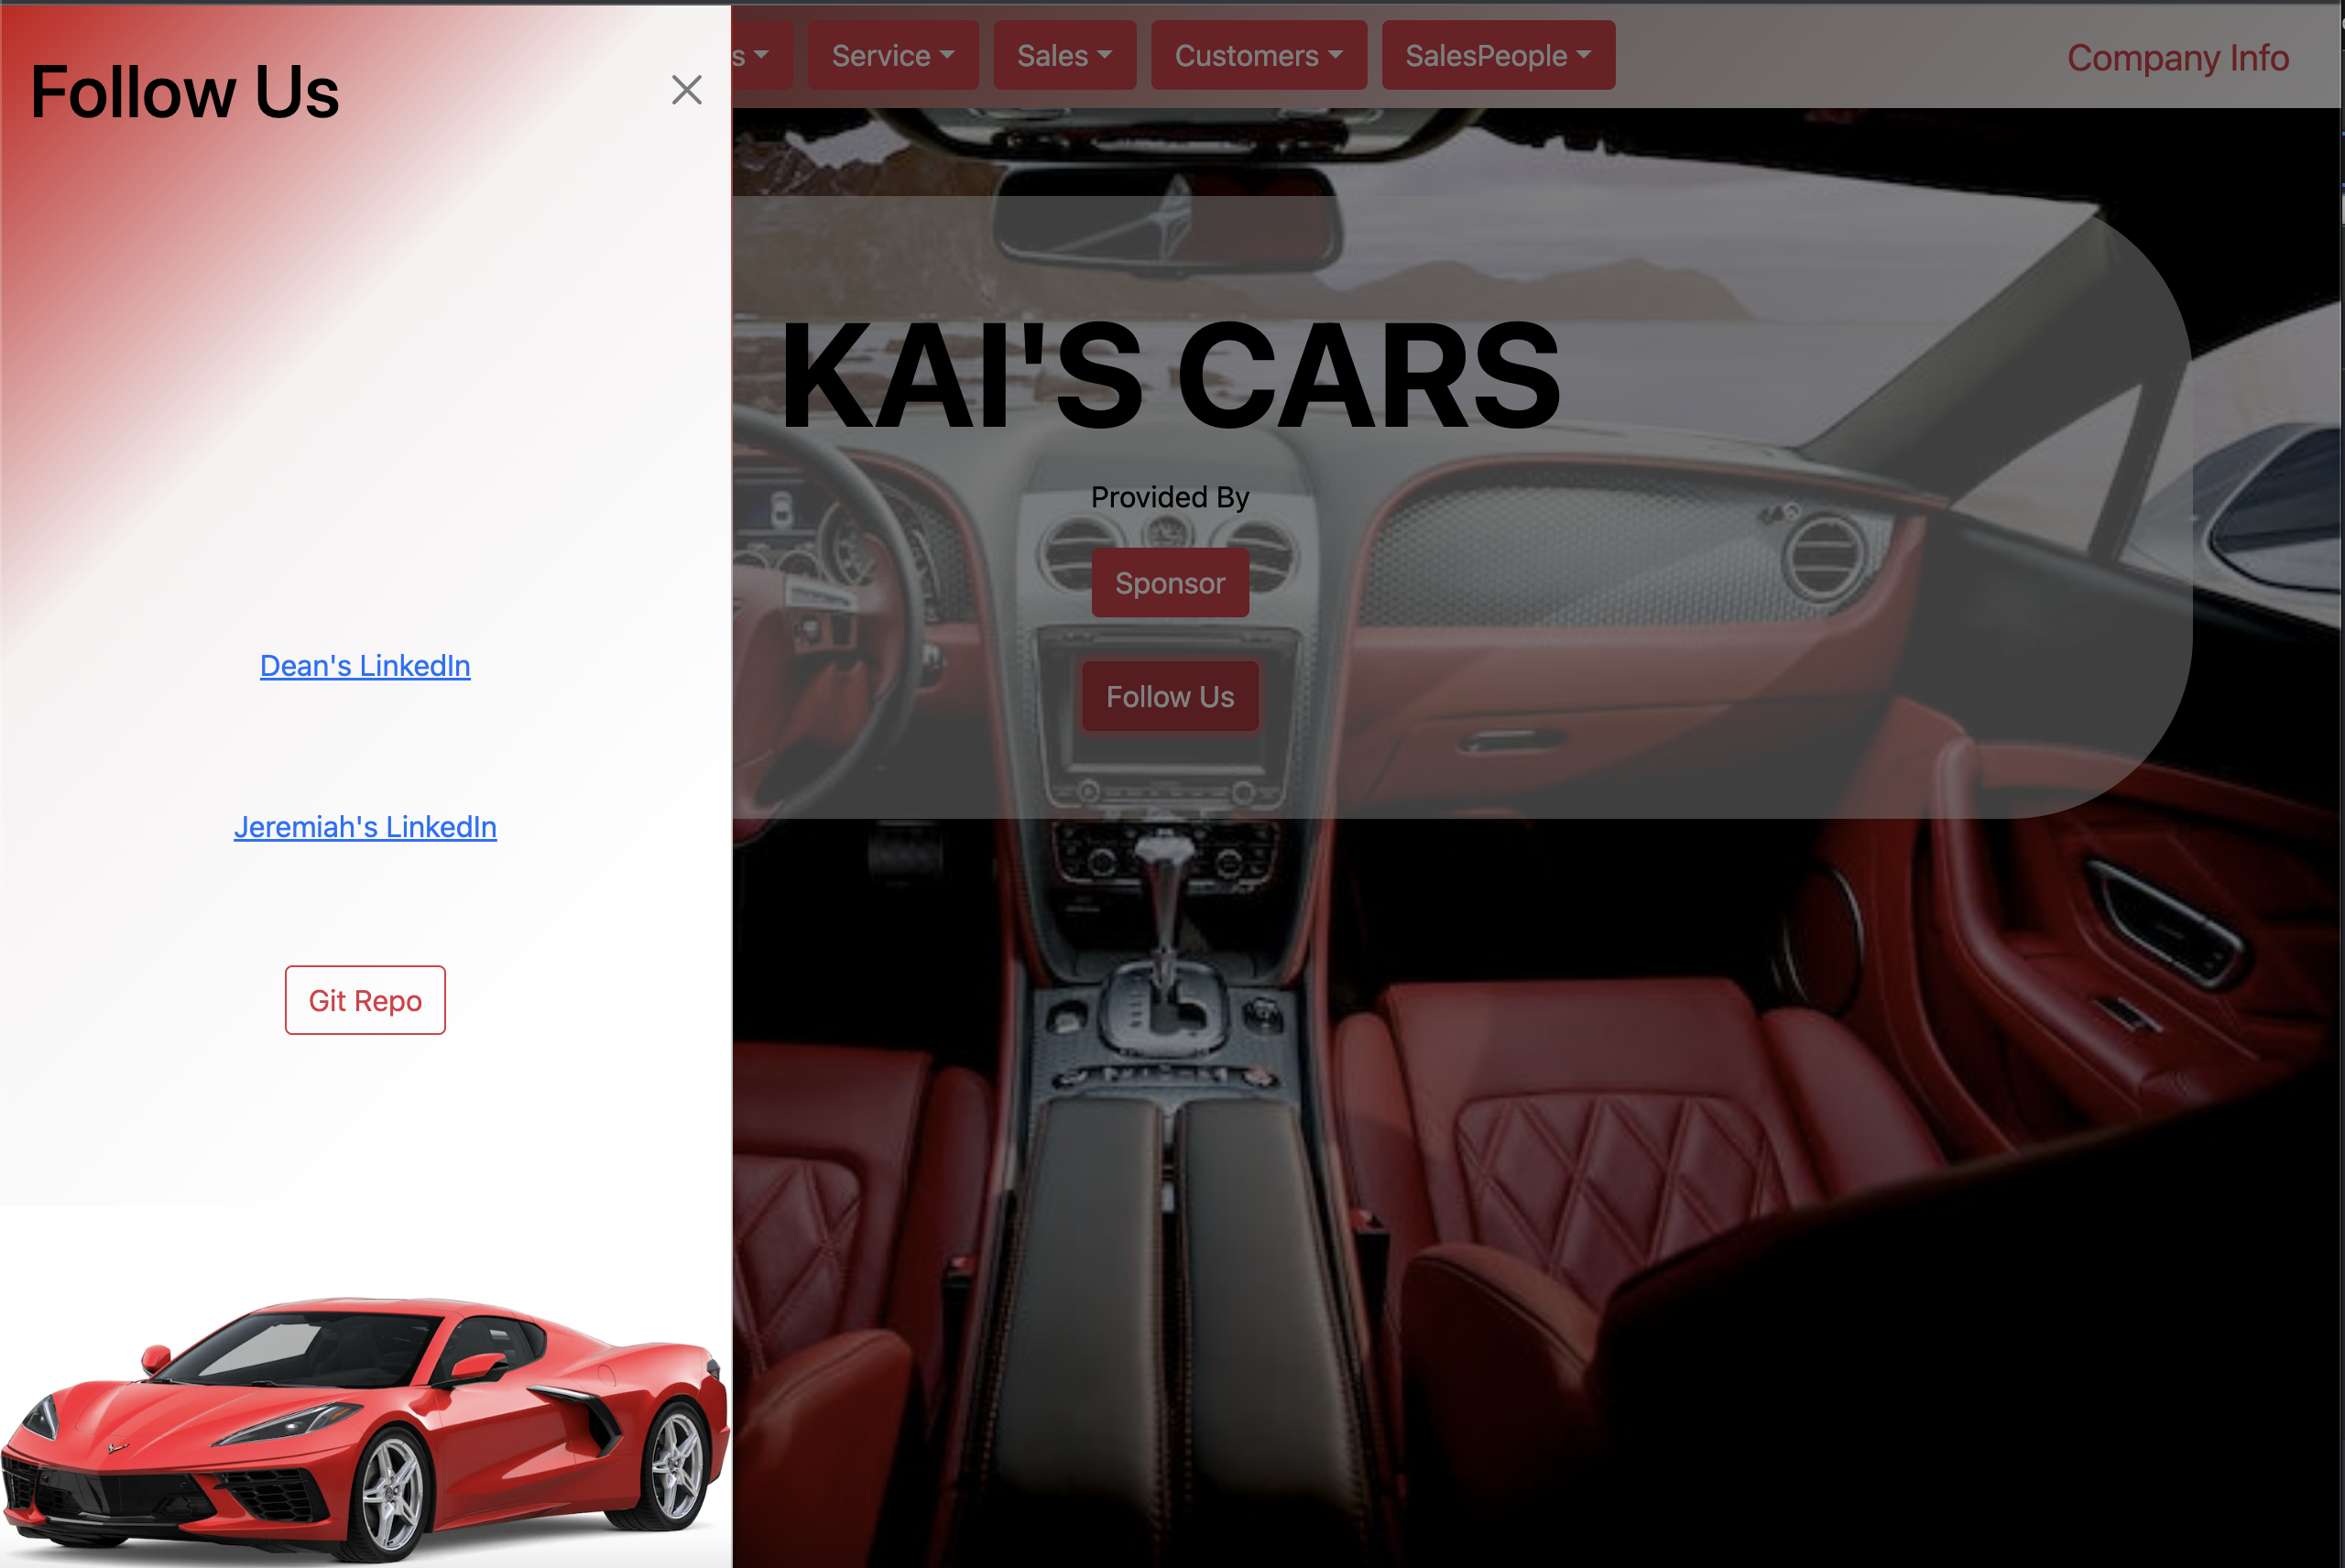 Follow Us
Dean's LinkedIn
Jeremiah's LinkedIn
Git Repo
Service
Sales
Customers
SalesPeople
Company Info
KAI'S CARS
Provided By
Sponsor
Follow Us